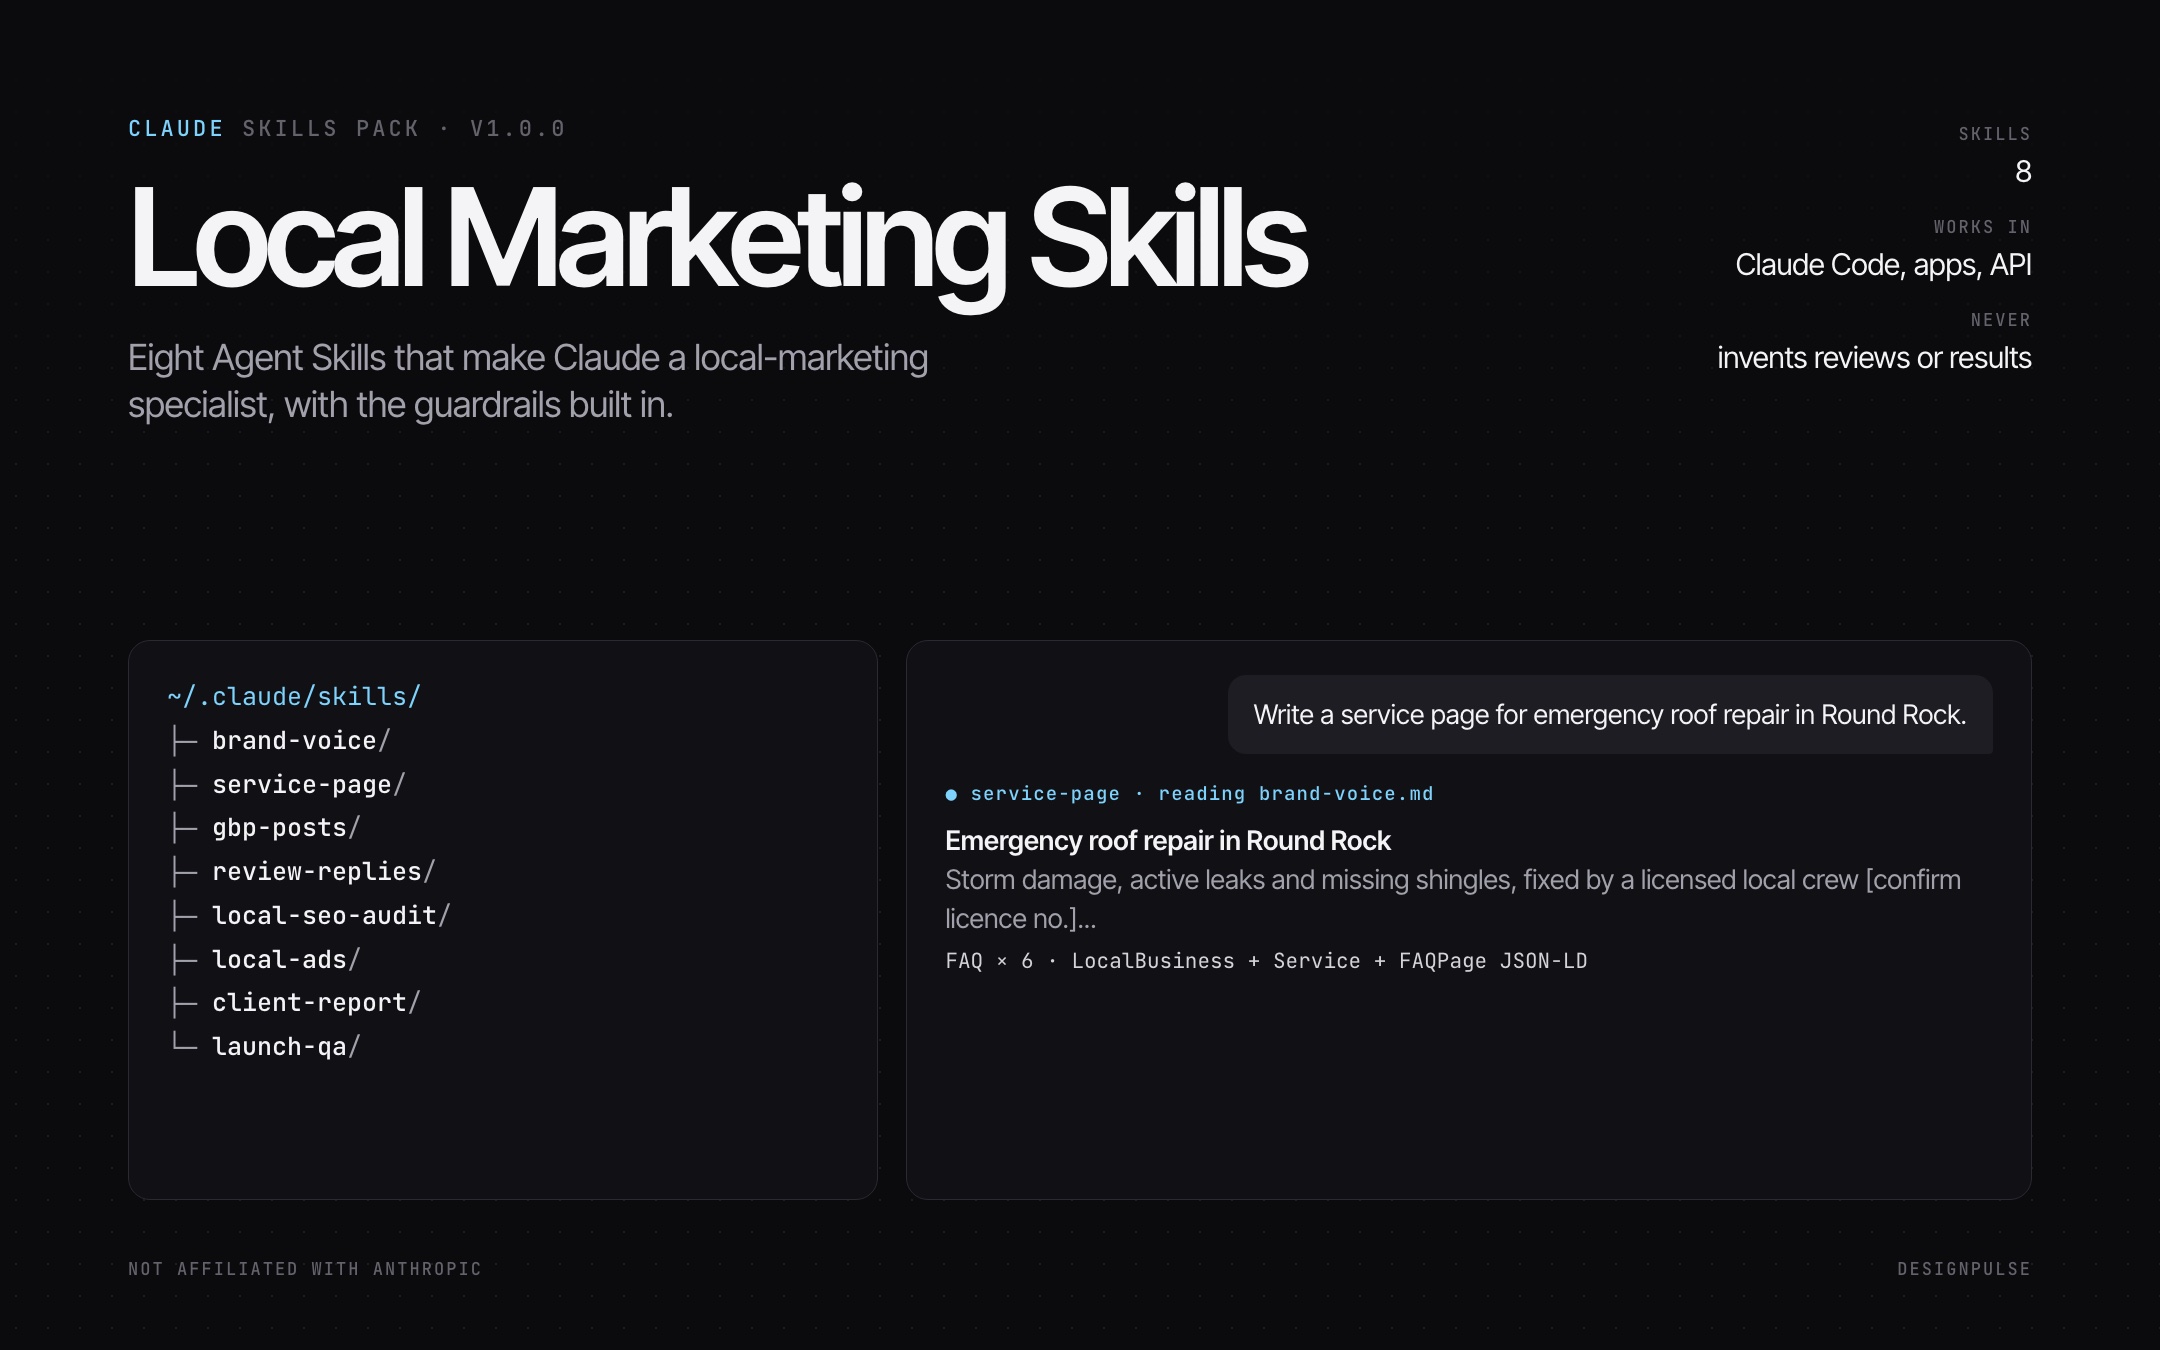 CLAUDE SKILLS PACK · V1.0.0
Local Marketing Skills
Eight Agent Skills that make Claude a local-marketing
specialist, with the guardrails built in.
SKILLS
8
WORKS IN
Claude Code, apps, API
NEVER
invents reviews or results
~/.claude/skills/
├─ brand-voice/
├─ service-page/
├─ gbp-posts/
├─ review-replies/
├─ local-seo-audit/
├─ local-ads/
├─ client-report/
└─ launch-qa/
Write a service page for emergency roof repair in Round Rock.
● service-page · reading brand-voice.md
Emergency roof repair in Round Rock
Storm damage, active leaks and missing shingles, fixed by a licensed local crew [confirm
licence no.]...
FAQ × 6 · LocalBusiness + Service + FAQPage JSON-LD
NOT AFFILIATED WITH ANTHROPIC
DESIGNPULSE